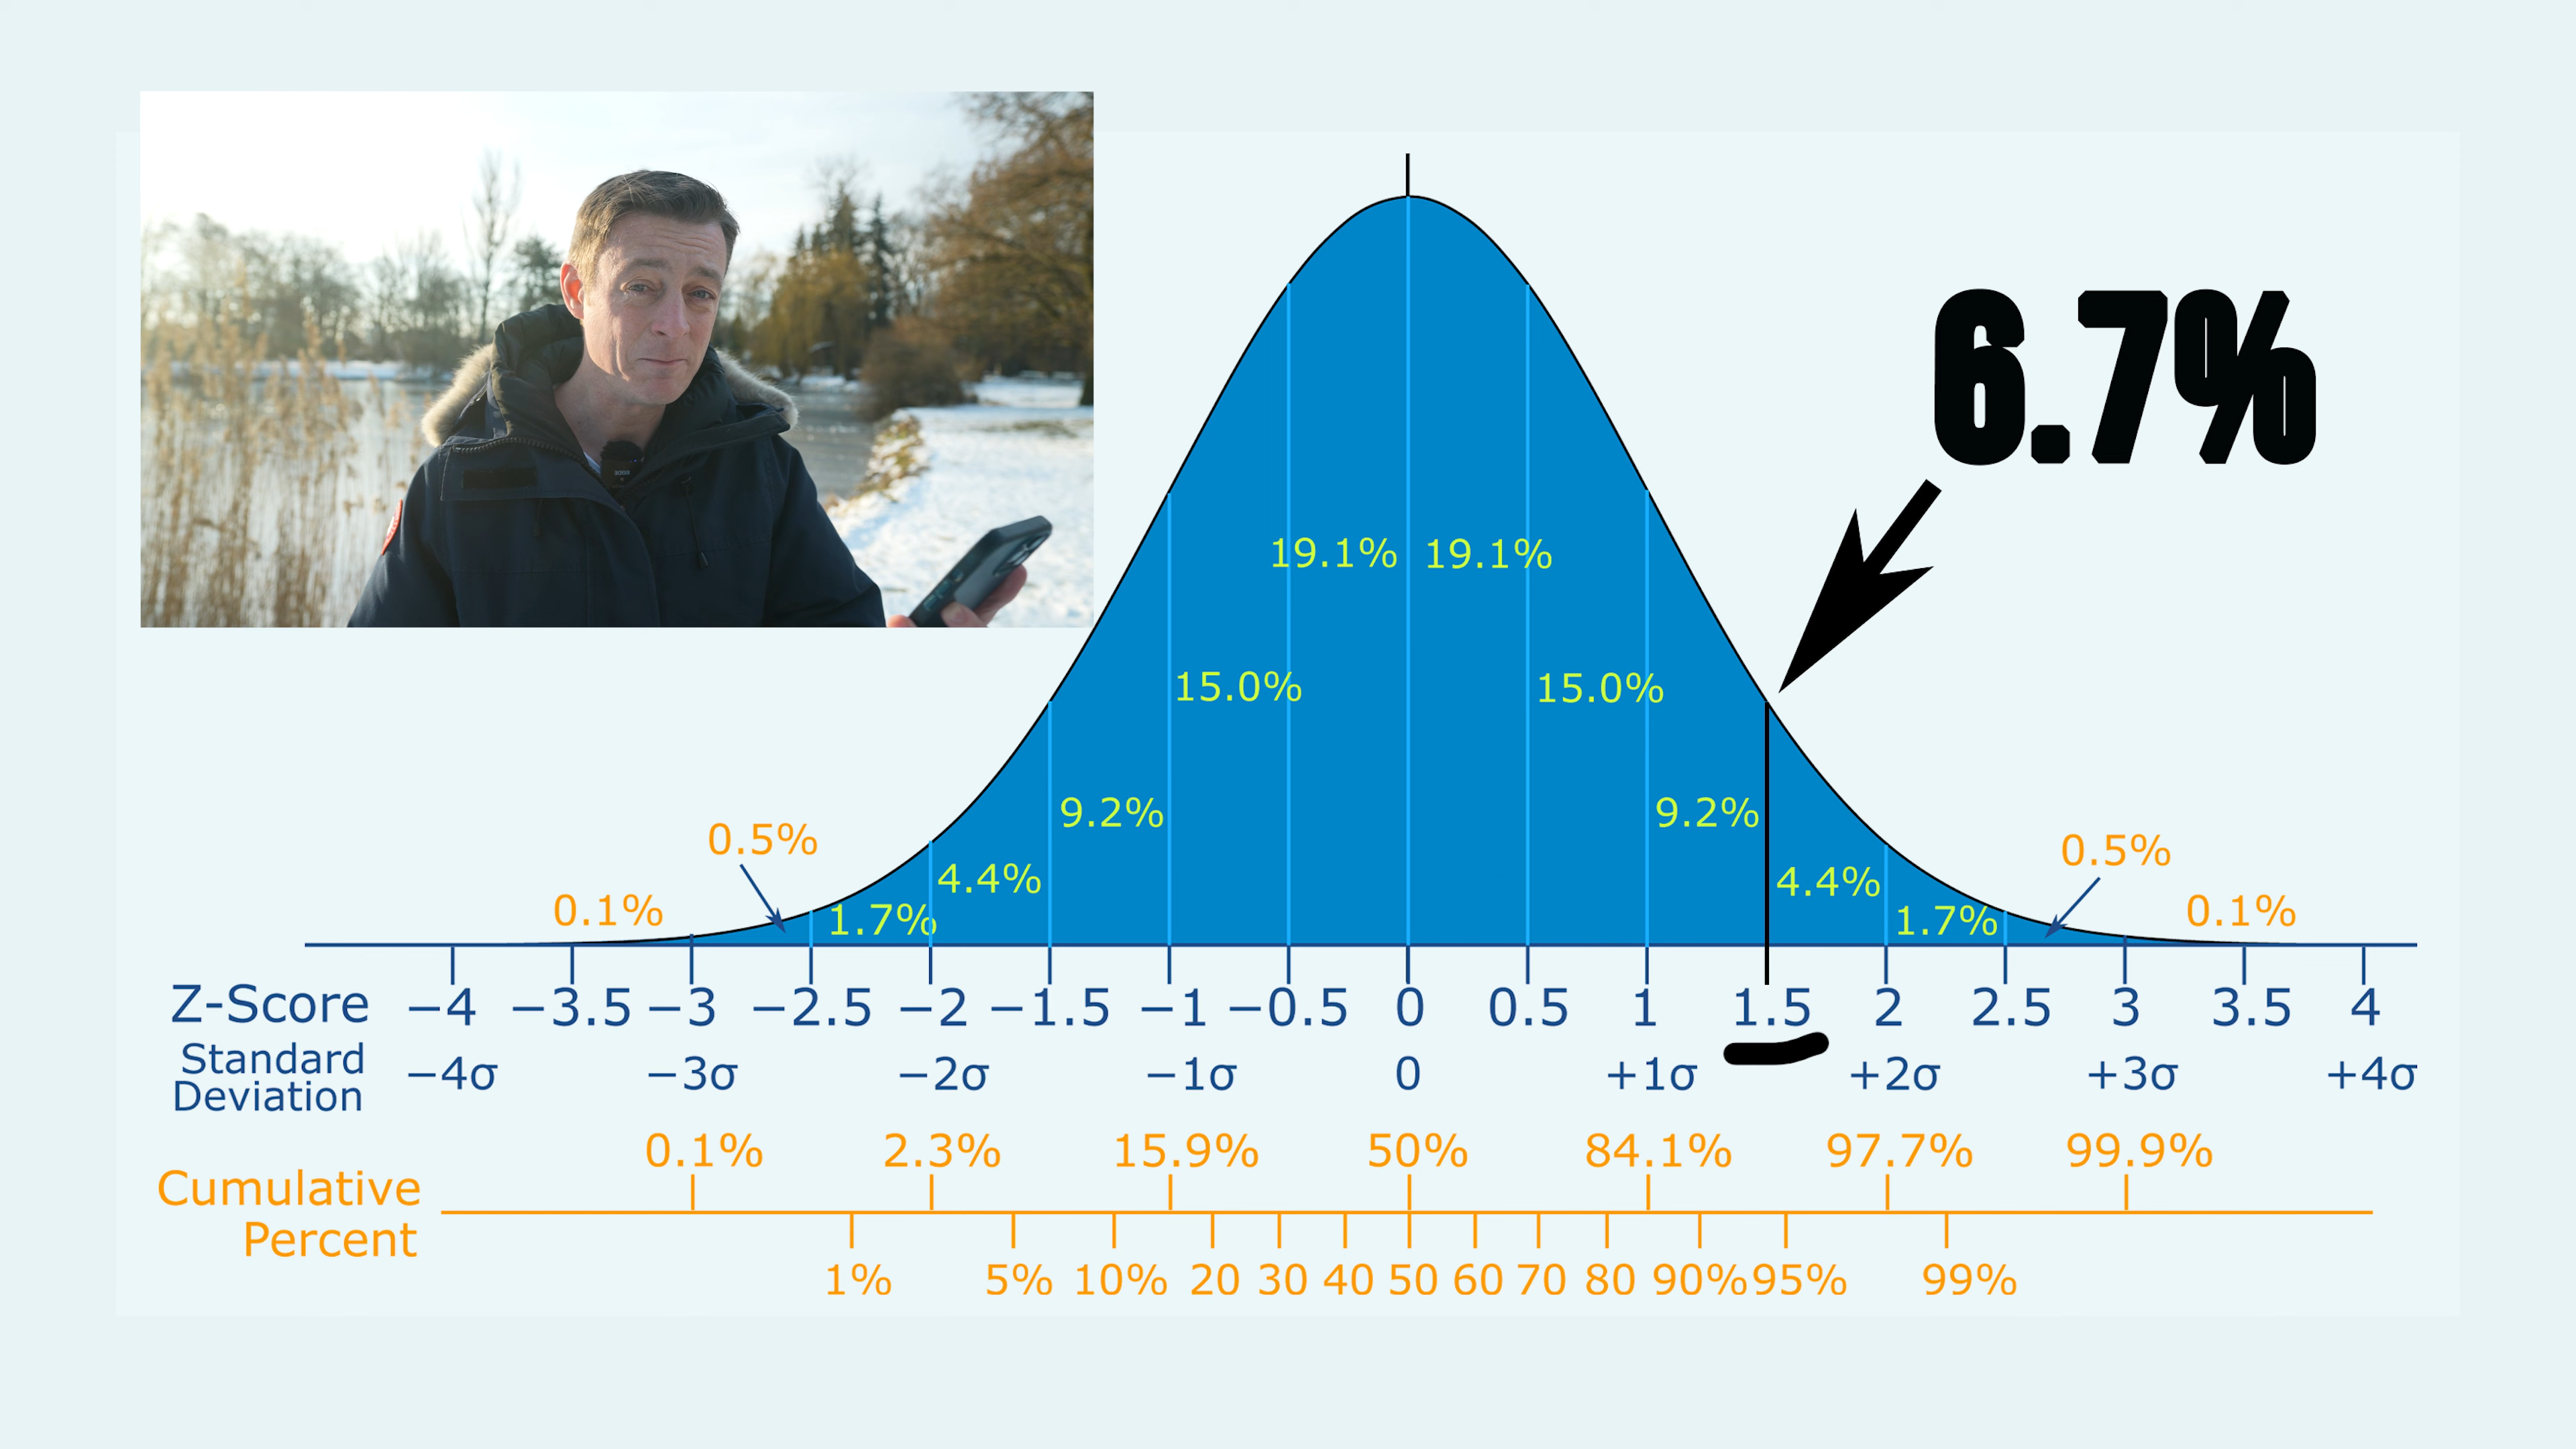 6.7%
19.1% 19.1%
15.0% 15.0%
9.2% 9.2%
0.5% 0.5%
4.4% 4.4%
0.1% 1.7% 1.7% 0.1%
Z-Score −4 −3.5 −3 −2.5 −2 −1.5 −1 −0.5 0 0.5 1 1.5 2 2.5 3 3.5 4
Standard
Deviation −4σ −3σ −2σ −1σ 0 +1σ +2σ +3σ +4σ
0.1% 2.3% 15.9% 50% 84.1% 97.7% 99.9%
Cumulative
Percent
1% 5% 10% 20 30 40 50 60 70 80 90% 95% 99%